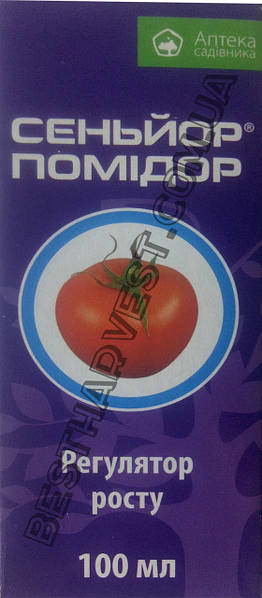 Аптека
садівника
СЕНЬЙОР®
ПОМІДОР
Регулятор
росту
100 мл
BESTHARVEST.COM.UA